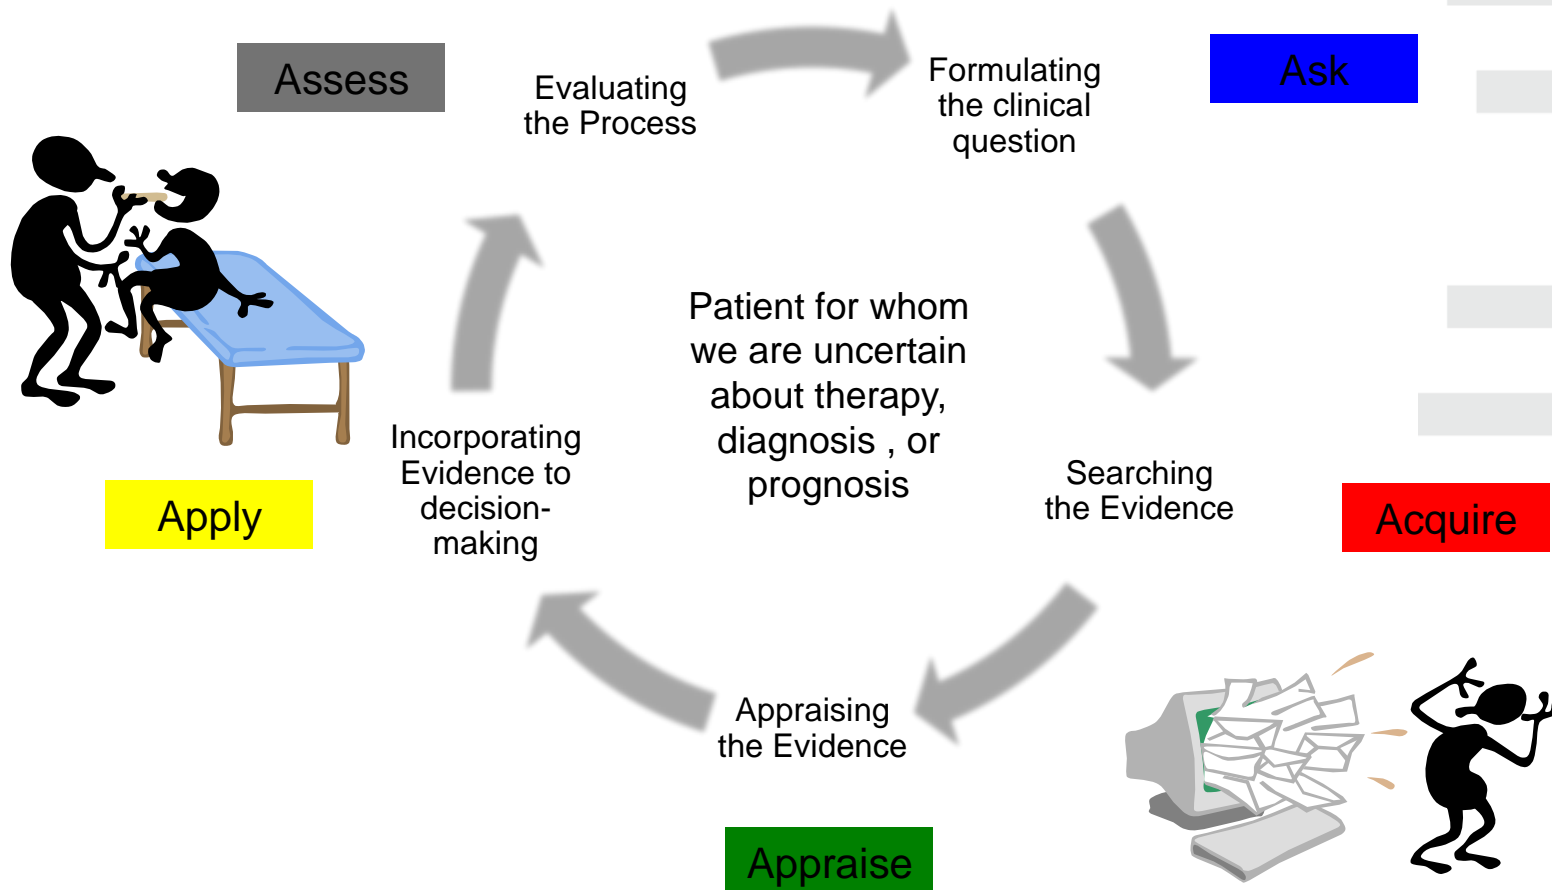 Assess
Evaluating
the Process
Formulating
the clinical
question
Ask
Patient for whom
we are uncertain
about therapy,
diagnosis , or
prognosis
Incorporating
Evidence to
decision-
making
Apply
Searching
the Evidence
Acquire
Appraising
the Evidence
Appraise